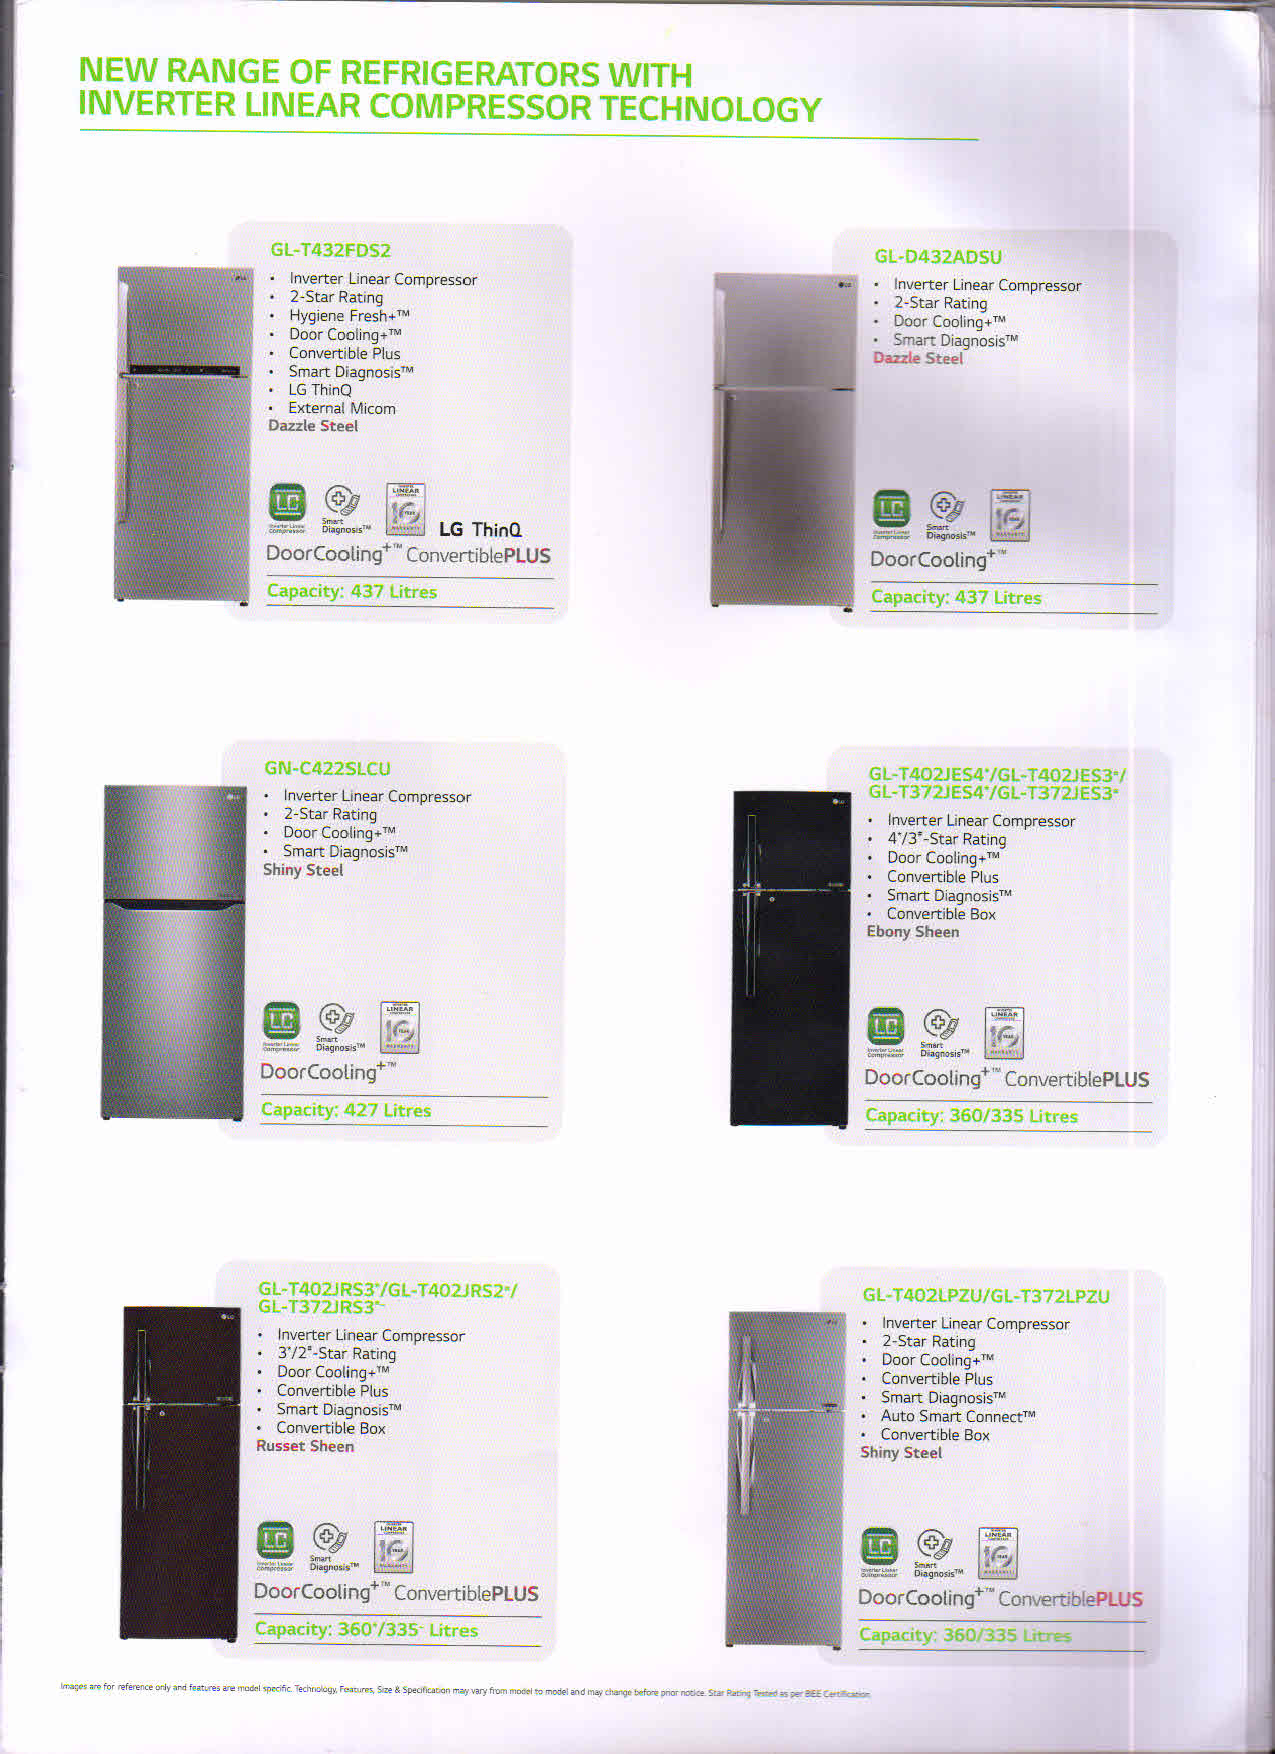 NEW RANGE OF REFRIGERATORS WITH
INVERTER LINEAR COMPRESSOR TECHNOLOGY
GL-T432FDS2
• Inverter Linear Compressor
• 2-Star Rating
• Hygiene Fresh+™
• Door Cooling+™
• Convertible Plus
• Smart Diagnosis™
• LG ThinQ
• External Micom
Dazzle Steel
Inverter Linear
Compressor
Smart
Diagnosis™
LINEAR
10 YEAR
WARRANTY
LG ThinQ
DoorCooling+™ ConvertiblePLUS
Capacity: 437 Litres
LG
GL-D432ADSU
• Inverter Linear Compressor
• 2-Star Rating
• Door Cooling+™
• Smart Diagnosis™
Dazzle Steel
Inverter Linear
Compressor
Smart
Diagnosis™
LINEAR
10 YEAR
WARRANTY
DoorCooling+™
Capacity: 437 Litres
LG
GN-C422SLCU
• Inverter Linear Compressor
• 2-Star Rating
• Door Cooling+™
• Smart Diagnosis™
Shiny Steel
Inverter Linear
Compressor
Smart
Diagnosis™
LINEAR
10 YEAR
WARRANTY
DoorCooling+™
Capacity: 427 Litres
LG
GL-T402JES4*/GL-T402JES3#/
GL-T372JES4*/GL-T372JES3#
• Inverter Linear Compressor
• 4*/3#-Star Rating
• Door Cooling+™
• Convertible Plus
• Smart Diagnosis™
• Convertible Box
Ebony Sheen
Inverter Linear
Compressor
Smart
Diagnosis™
LINEAR
10 YEAR
WARRANTY
DoorCooling+™ ConvertiblePLUS
Capacity: 360/335 Litres
LG
GL-T402JRS3*/GL-T402JRS2#/
GL-T372JRS3*~
• Inverter Linear Compressor
• 3*/2#-Star Rating
• Door Cooling+™
• Convertible Plus
• Smart Diagnosis™
• Convertible Box
Russet Sheen
Inverter Linear
Compressor
Smart
Diagnosis™
LINEAR
10 YEAR
WARRANTY
DoorCooling+™ ConvertiblePLUS
Capacity: 360*/335~ Litres
GL-T402LPZU/GL-T372LPZU
• Inverter Linear Compressor
• 2-Star Rating
• Door Cooling+™
• Convertible Plus
• Smart Diagnosis™
• Auto Smart Connect™
• Convertible Box
Shiny Steel
Inverter Linear
Compressor
Smart
Diagnosis™
LINEAR
10 YEAR
WARRANTY
DoorCooling+™ ConvertiblePLUS
Capacity: 360/335 Litres
Images are for reference only and features are model specific. Technology, Features, Size & Specification may vary from model to model and may change before prior notice. Star Rating Tested as per BEE Certification.